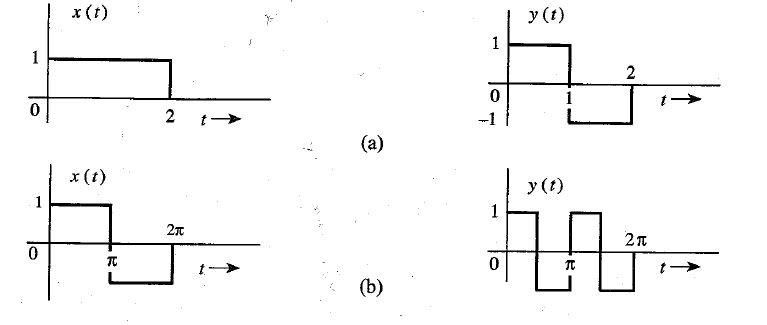 x(t) y(t)
1 1
2
0 2 t→ 0 1 t→
−1
(a)
x(t) y(t)
1 1
2π 2π
0 π t→ 0 π t→
(b)